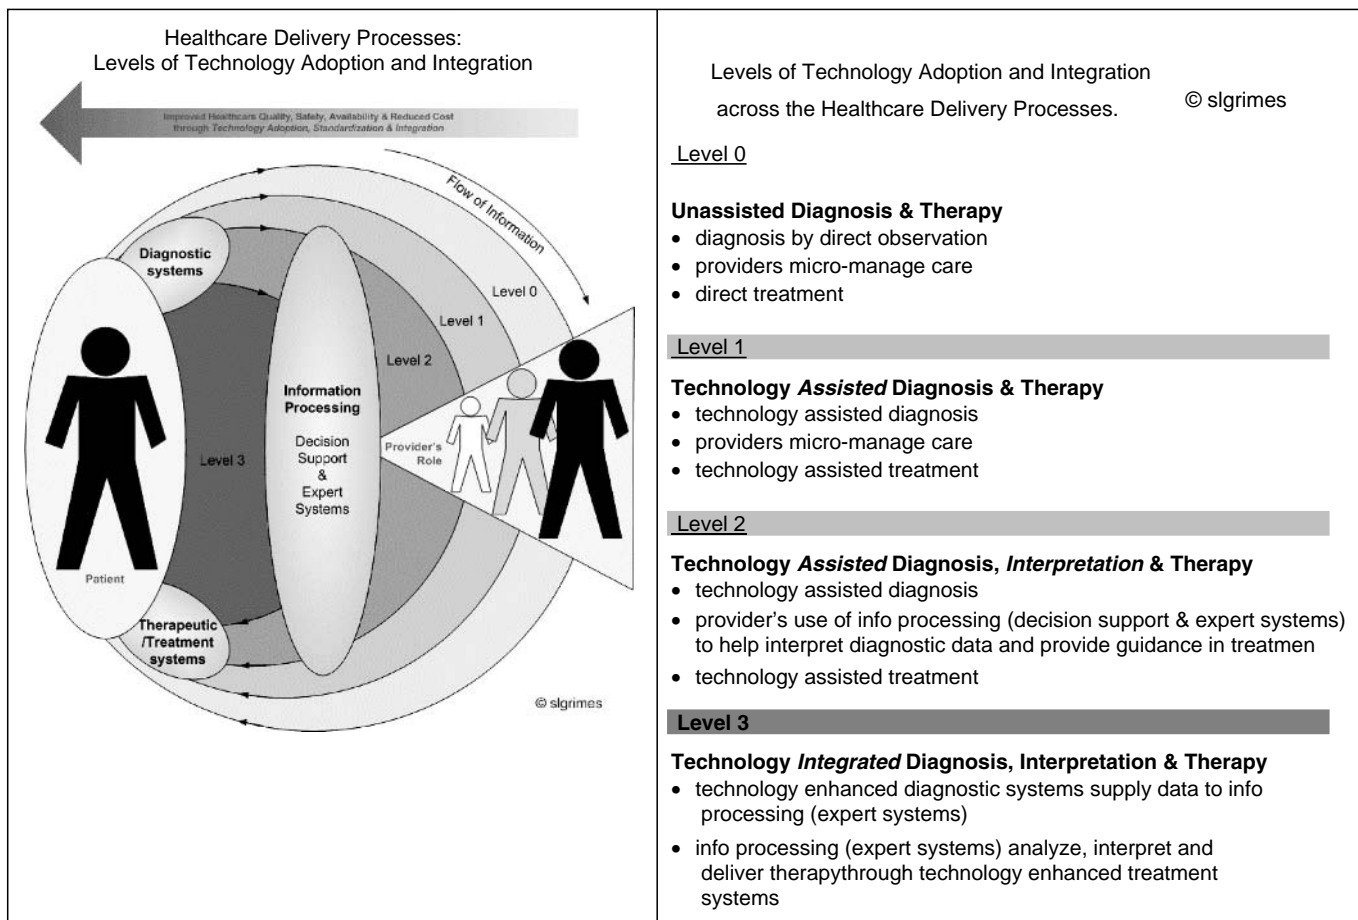 Healthcare Delivery Processes:
Levels of Technology Adoption and Integration
Improved Healthcare Quality, Safety, Availability & Reduced Cost
through Technology Adoption, Standardization & Integration
Flow of Information
Diagnostic
systems
Level 0
Level 1
Level 2
Information
Processing
Decision
Support
&
Expert
Systems
Provider's
Role
Level 3
Patient
Therapeutic
/Treatment
systems
© slgrimes
Levels of Technology Adoption and Integration
across the Healthcare Delivery Processes.
© slgrimes
Level 0
Unassisted Diagnosis & Therapy
• diagnosis by direct observation
• providers micro-manage care
• direct treatment
Level 1
Technology Assisted Diagnosis & Therapy
• technology assisted diagnosis
• providers micro-manage care
• technology assisted treatment
Level 2
Technology Assisted Diagnosis, Interpretation & Therapy
• technology assisted diagnosis
• provider's use of info processing (decision support & expert systems)
to help interpret diagnostic data and provide guidance in treatmen
• technology assisted treatment
Level 3
Technology Integrated Diagnosis, Interpretation & Therapy
• technology enhanced diagnostic systems supply data to info
processing (expert systems)
• info processing (expert systems) analyze, interpret and
deliver therapythrough technology enhanced treatment
systems